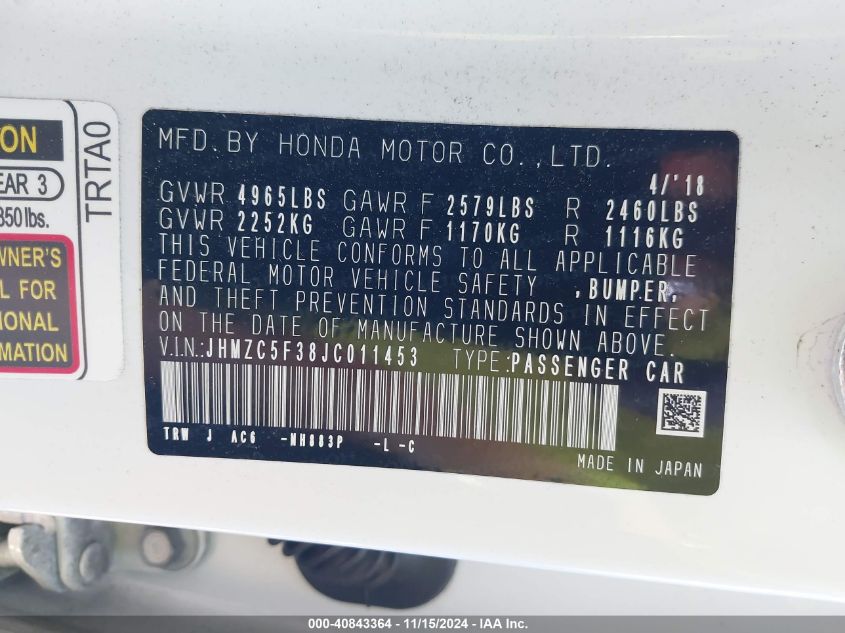 ON
EAR 3
850 lbs.
WNER'S
L FOR
IONAL
MATION
TRTA0
MFD. BY HONDA MOTOR CO.,LTD.
4/'18
GVWR 4965LBS GAWR F 2579LBS R 2460LBS
GVWR 2252KG GAWR F 1170KG R 1116KG
THIS VEHICLE CONFORMS TO ALL APPLICABLE
FEDERAL MOTOR VEHICLE SAFETY ,BUMPER,
AND THEFT PREVENTION STANDARDS IN EFFECT
ON THE DATE OF MANUFACTURE SHOWN ABOVE.
V.I.N.:JHMZC5F38JC011453 TYPE:PASSENGER CAR
TRW J AC6 -NH883P -L -C
MADE IN JAPAN
000-40843364 - 11/15/2024 - IAA Inc.